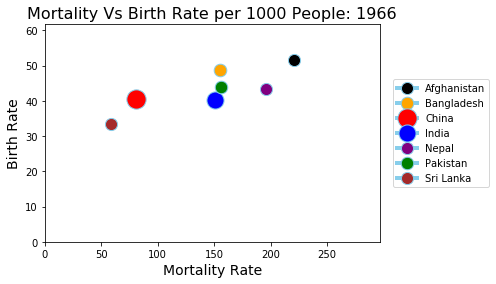 Mortality Vs Birth Rate per 1000 People: 1966
60
50
40
30
20
10
0
Birth Rate
0 50 100 150 200 250
Mortality Rate
Afghanistan
Bangladesh
China
India
Nepal
Pakistan
Sri Lanka